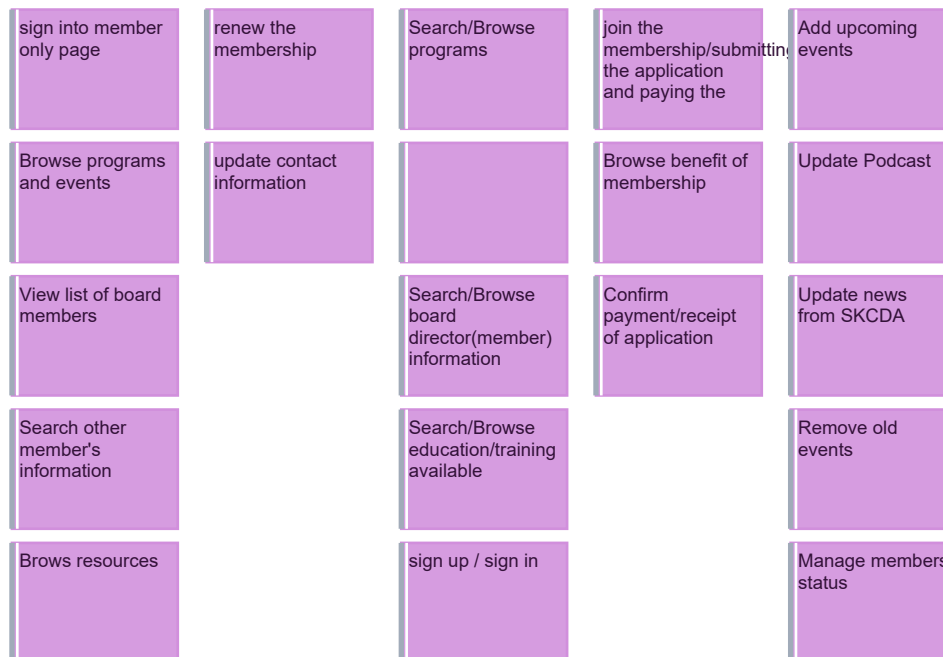 sign into member
only page
renew the
membership
Search/Browse
programs
join the
membership/submitting
the application
and paying the
Add upcoming
events
Browse programs
and events
update contact
information
Browse benefit of
membership
Update Podcast
View list of board
members
Search/Browse
board
director(member)
information
Confirm
payment/receipt
of application
Update news
from SKCDA
Search other
member's
information
Search/Browse
education/training
available
Remove old
events
Brows resources
sign up / sign in
Manage members
status